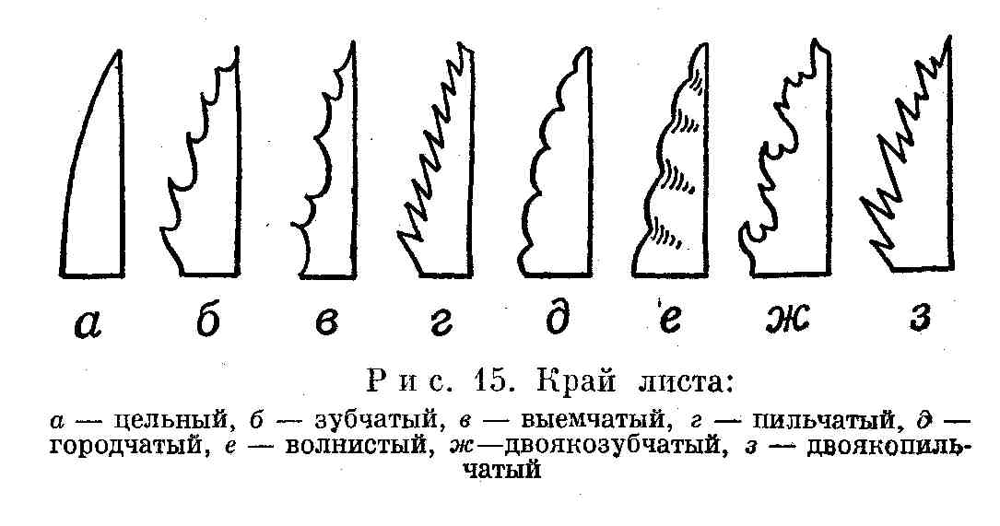 а б в г д е ж з
Рис. 15. Край листа:
а — цельный, б — зубчатый, в — выемчатый, г — пильчатый, д —
городчатый, е — волнистый, ж—двоякозубчатый, з — двоякопиль-
чатый